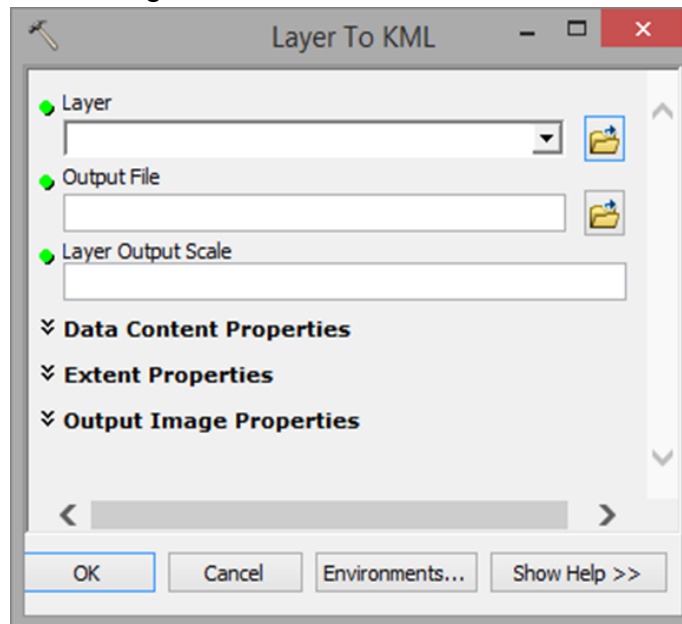 Layer To KML
Layer
Output File
Layer Output Scale
Data Content Properties
Extent Properties
Output Image Properties
OK Cancel Environments... Show Help >>